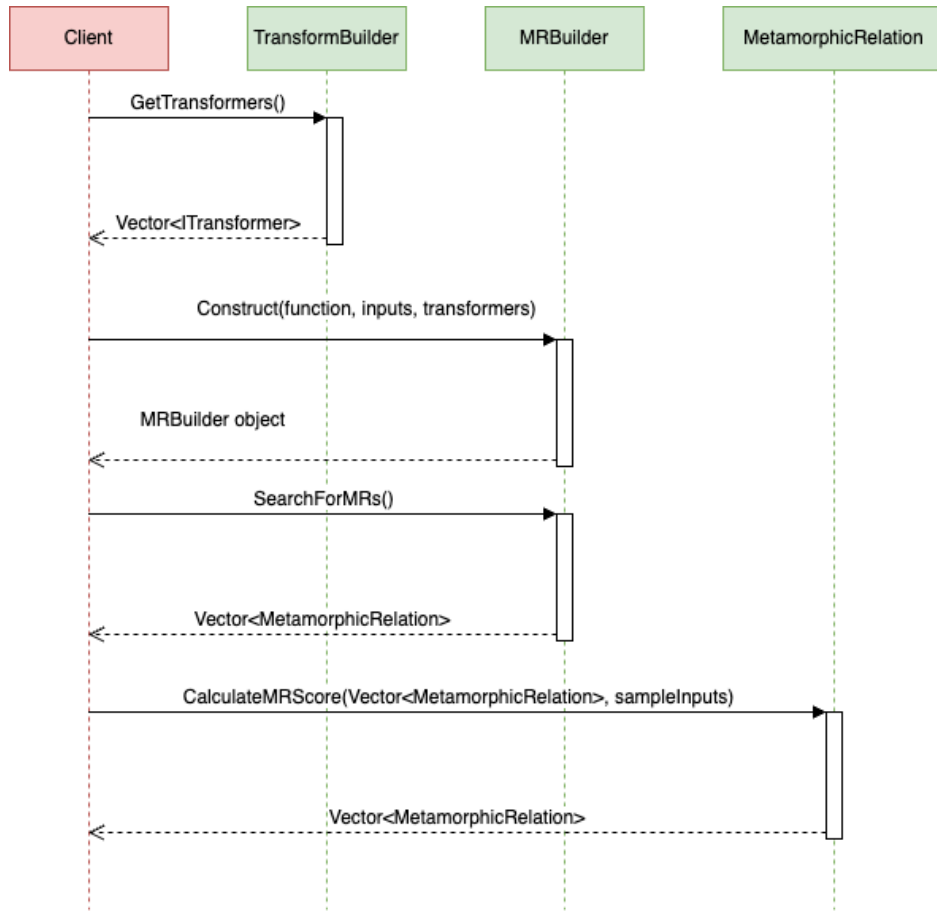 Client
TransformBuilder
MRBuilder
MetamorphicRelation
GetTransformers()
Vector<ITransformer>
Construct(function, inputs, transformers)
MRBuilder object
SearchForMRs()
Vector<MetamorphicRelation>
CalculateMRScore(Vector<MetamorphicRelation>, sampleInputs)
Vector<MetamorphicRelation>